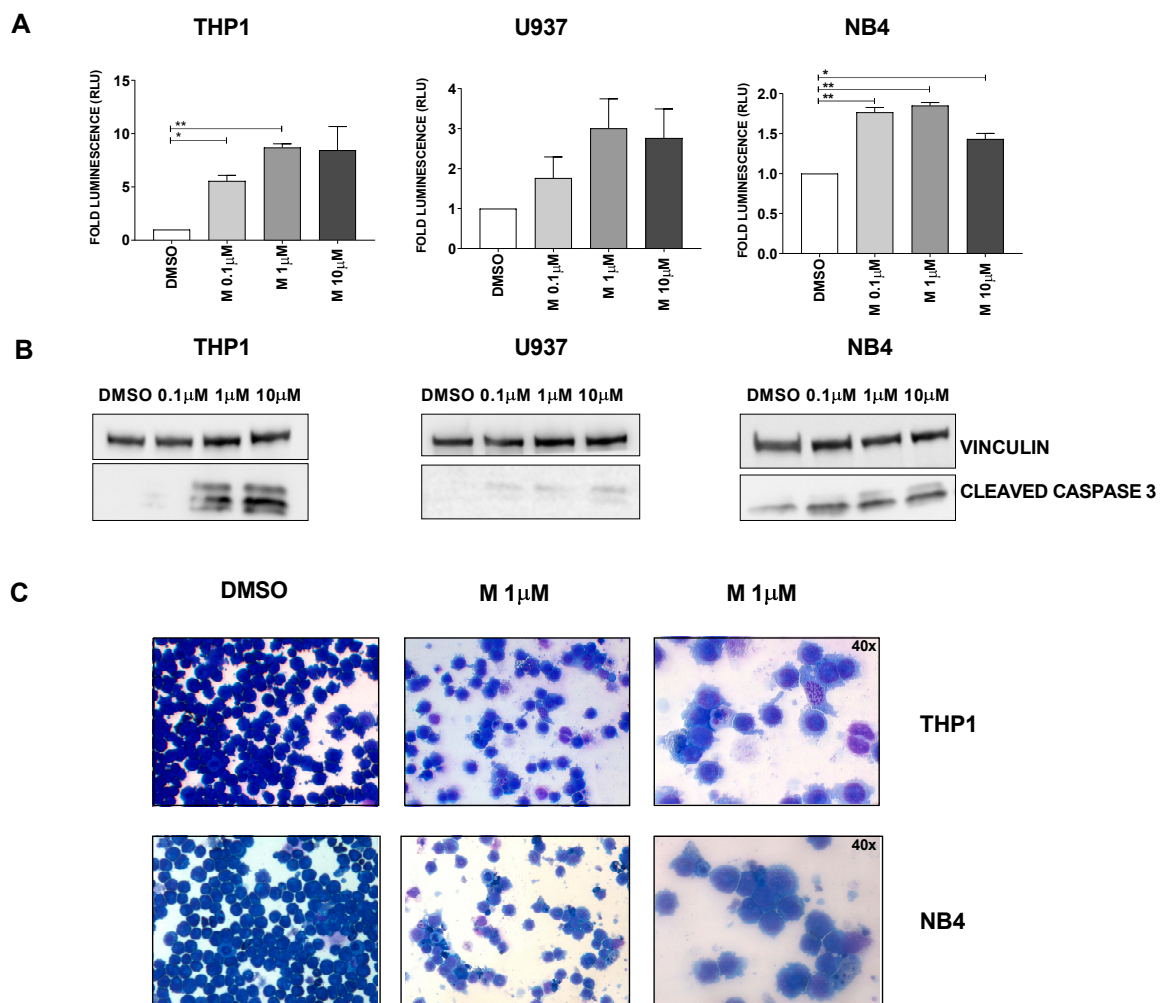 A
THP1
U937
NB4
FOLD LUMINESCENCE (RLU)
15
10
5
0
**
*
DMSO
M 0.1μM
M 1μM
M 10μM
FOLD LUMINESCENCE (RLU)
4
3
2
1
0
DMSO
M 0.1μM
M 1μM
M 10μM
FOLD LUMINESCENCE (RLU)
2.0
1.5
1.0
0.5
0.0
*
**
**
DMSO
M 0.1μM
M 1μM
M 10μM
B
THP1
U937
NB4
DMSO 0.1μM 1μM 10μM
DMSO 0.1μM 1μM 10μM
DMSO 0.1μM 1μM 10μM
VINCULIN
CLEAVED CASPASE 3
C
DMSO
M 1μM
M 1μM
40x
THP1
40x
NB4